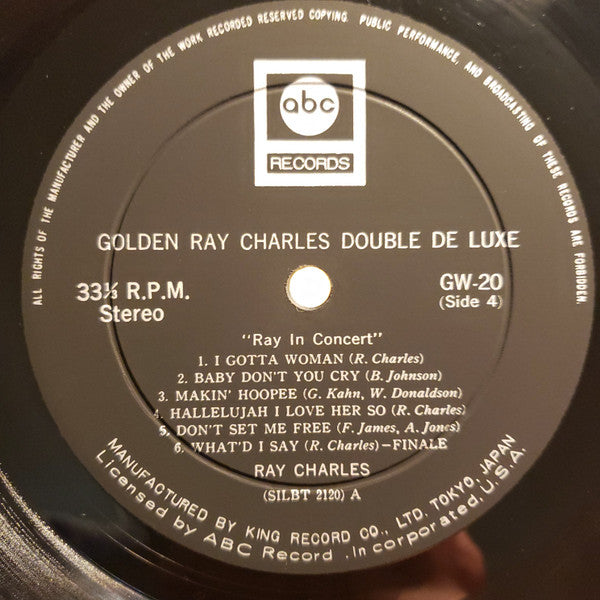 ALL RIGHTS OF THE MANUFACTURER AND THE OWNER OF THE WORK RECORDED RESERVED COPYING. PUBLIC PERFORMANCE, AND BROADCASTING OF THESE RECORDS ARE FORBIDDEN.
abc
RECORDS
GOLDEN RAY CHARLES DOUBLE DE LUXE
33⅓ R.P.M.
Stereo
GW-20
(Side 4)
"Ray In Concert"
1. I GOTTA WOMAN (R. Charles)
2. BABY DON'T YOU CRY (B. Johnson)
3. MAKIN' HOOPEE (G. Kahn, W. Donaldson)
4. HALLELUJAH I LOVE HER SO (R. Charles)
5. DON'T SET ME FREE (F. James, A. Jones)
6. WHAT'D I SAY (R. Charles)–FINALE
RAY CHARLES
(SILBT 2120) A
MANUFACTURED BY KING RECORD CO., LTD. TOKYO, JAPAN
Licensed by ABC Record . Incorporated, U.S.A.